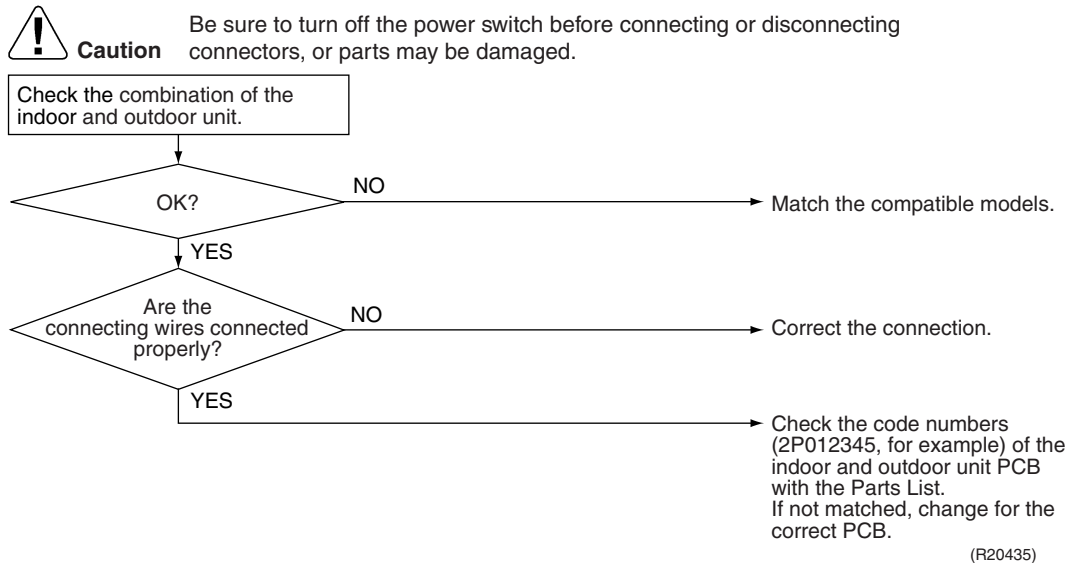 Be sure to turn off the power switch before connecting or disconnecting
Caution connectors, or parts may be damaged.
Check the combination of the
indoor and outdoor unit.
OK?
NO
Match the compatible models.
YES
Are the
connecting wires connected
properly?
NO
Correct the connection.
YES
Check the code numbers
(2P012345, for example) of the
indoor and outdoor unit PCB
with the Parts List.
If not matched, change for the
correct PCB.
(R20435)